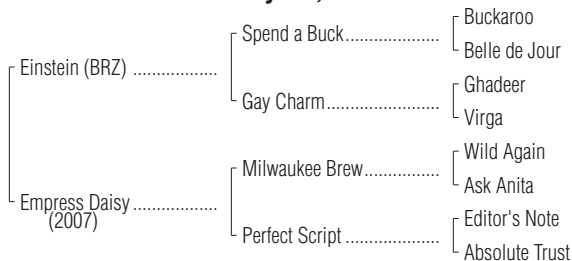 Buckaroo
Spend a Buck....................
Belle de Jour
Einstein (BRZ) ..................
Ghadeer
Gay Charm........................
Virga
Wild Again
Milwaukee Brew................
Ask Anita
Empress Daisy ..................
(2007)
Editor's Note
Perfect Script ....................
Absolute Trust